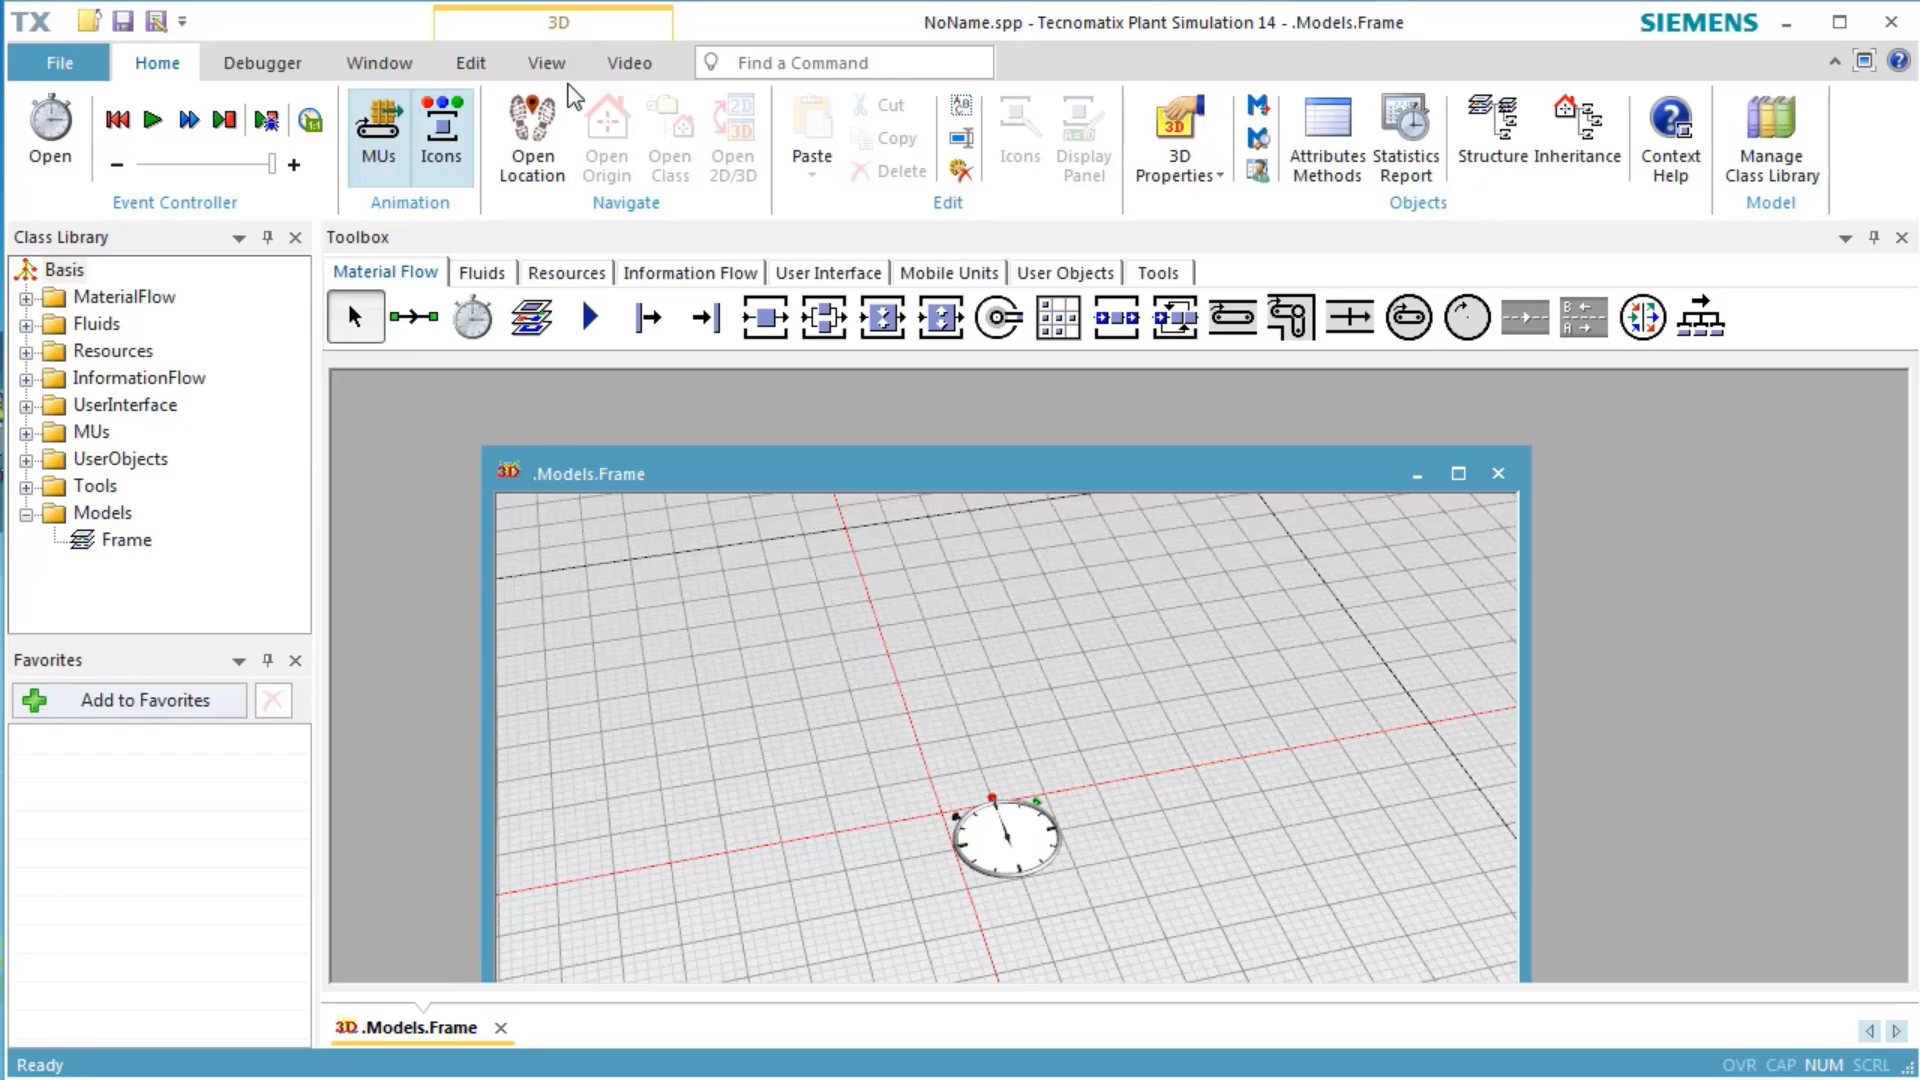 TX
3D
NoName.spp - Tecnomatix Plant Simulation 14 - .Models.Frame
SIEMENS
File
Home
Debugger
Window
Edit
View
Video
Find a Command
Open
Event Controller
MUs
Icons
Animation
Open Location
Open Origin
Open Class
Open 2D/3D
Navigate
Paste
Cut
Copy
Delete
Edit
Icons
Display Panel
3D Properties
Attributes Methods
Statistics Report
Structure
Inheritance
Objects
Context Help
Manage Class Library
Model
Class Library
Basis
MaterialFlow
Fluids
Resources
InformationFlow
UserInterface
MUs
UserObjects
Tools
Models
Frame
Favorites
Add to Favorites
Toolbox
Material Flow
Fluids
Resources
Information Flow
User Interface
Mobile Units
User Objects
Tools
3D .Models.Frame
3D .Models.Frame
Ready
OVR CAP NUM SCRL